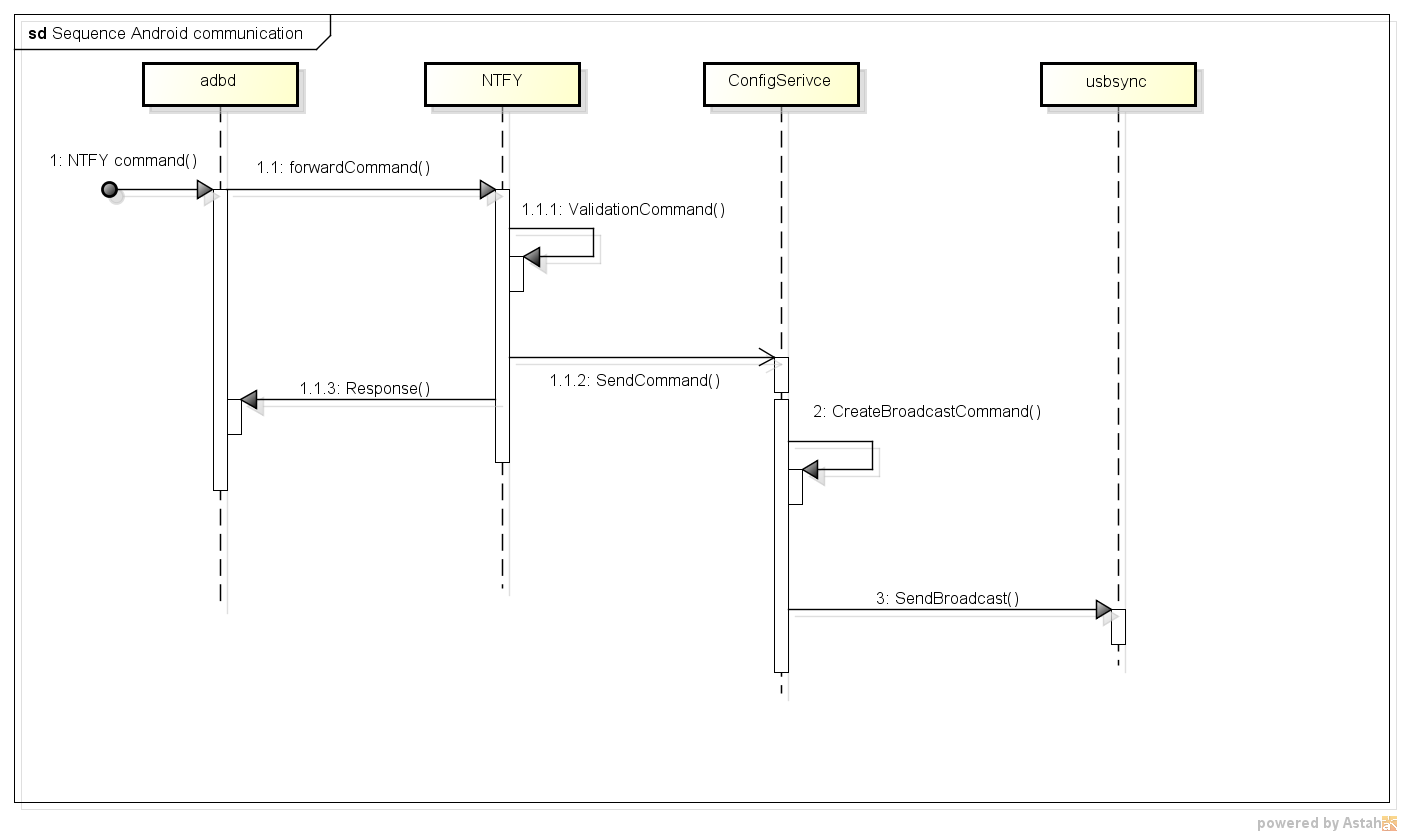 sd Sequence Android communication
adbd
NTFY
ConfigSerivce
usbsync
1: NTFY command()
1.1: forwardCommand()
1.1.1: ValidationCommand()
1.1.2: SendCommand()
1.1.3: Response()
2: CreateBroadcastCommand()
3: SendBroadcast()
powered by Astah